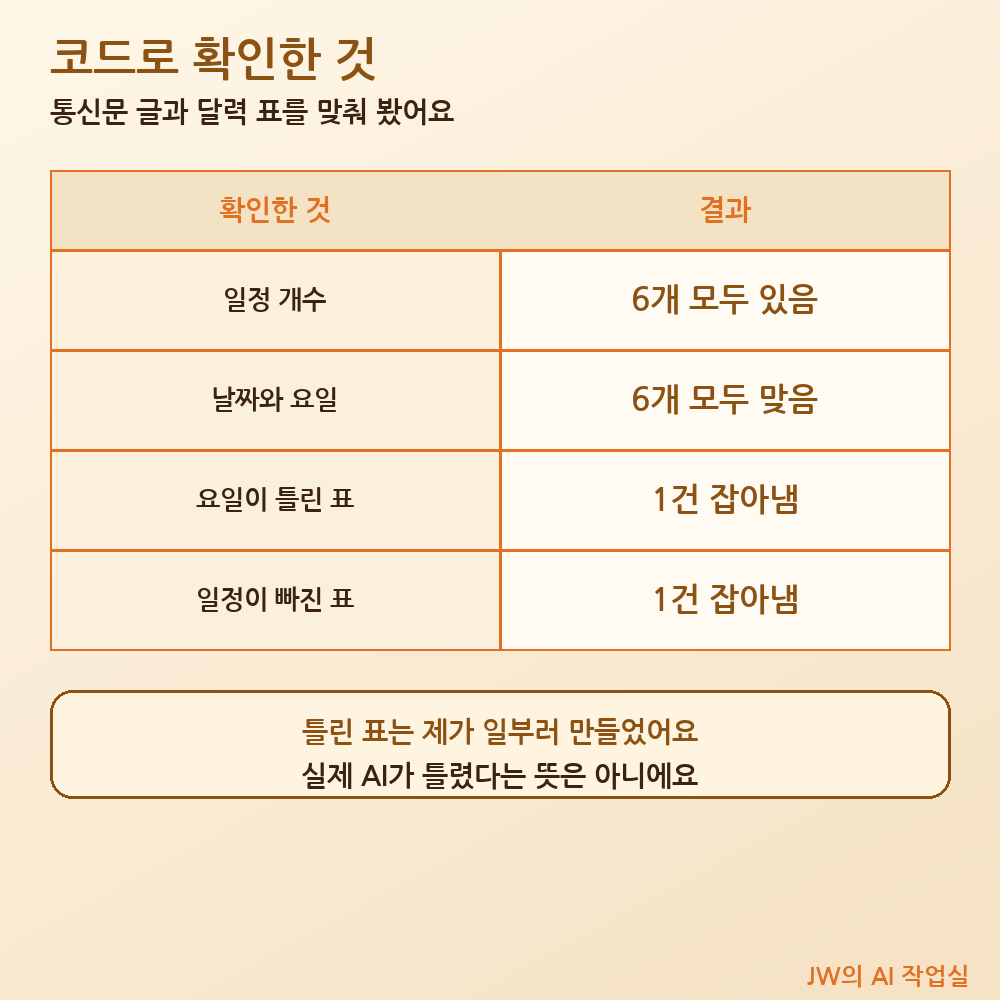 코드로 확인한 것
통신문 글과 달력 표를 맞춰 봤어요
확인한 것 결과
일정 개수 6개 모두 있음
날짜와 요일 6개 모두 맞음
요일이 틀린 표 1건 잡아냄
일정이 빠진 표 1건 잡아냄
틀린 표는 제가 일부러 만들었어요
실제 AI가 틀렸다는 뜻은 아니에요
JW의 AI 작업실